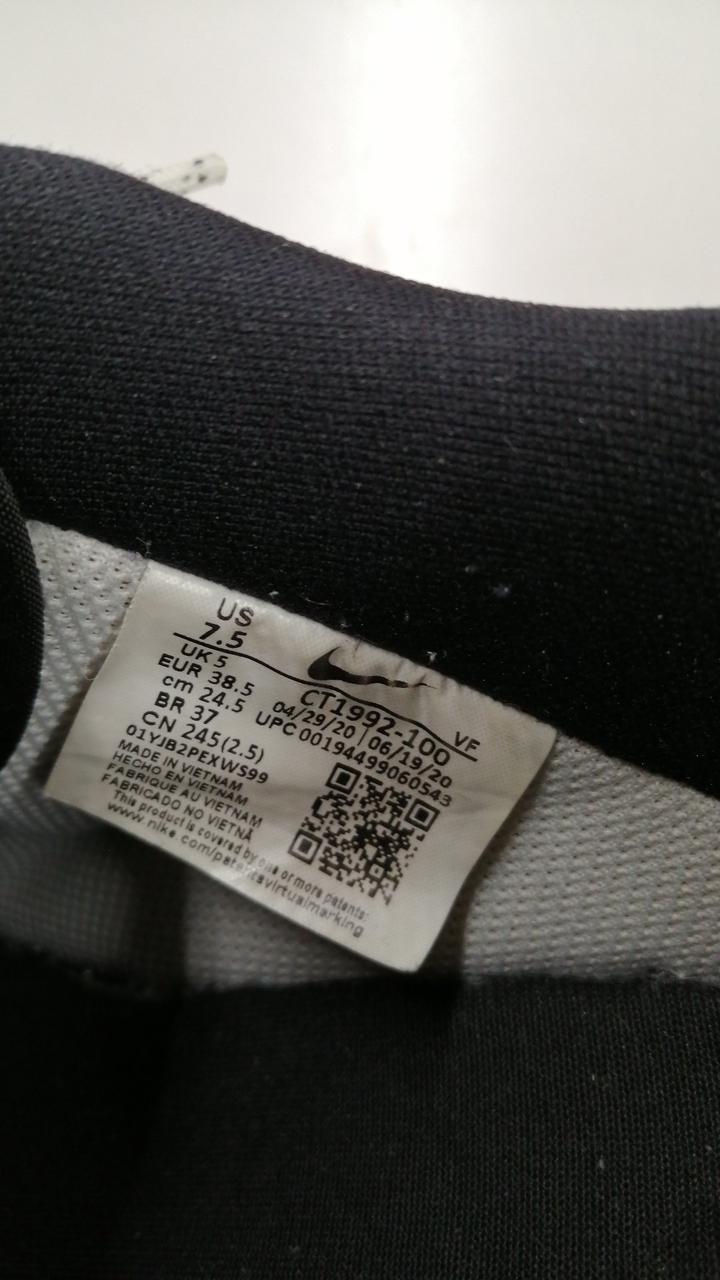 US
7.5
UK 5
EUR 38.5
cm 24.5
BR 37
CN 245(2.5)
01YJB2PEXWS99
MADE IN VIETNAM
HECHO EN VIETNAM
FABRIQUE AU VIETNAM
FABRICADO NO VIETNÃ
This product is covered by one or more patents:
www.nike.com/patentsvirtualmarking
CT1992-100 VF
04/29/20 | 06/19/20
UPC 00194499060543